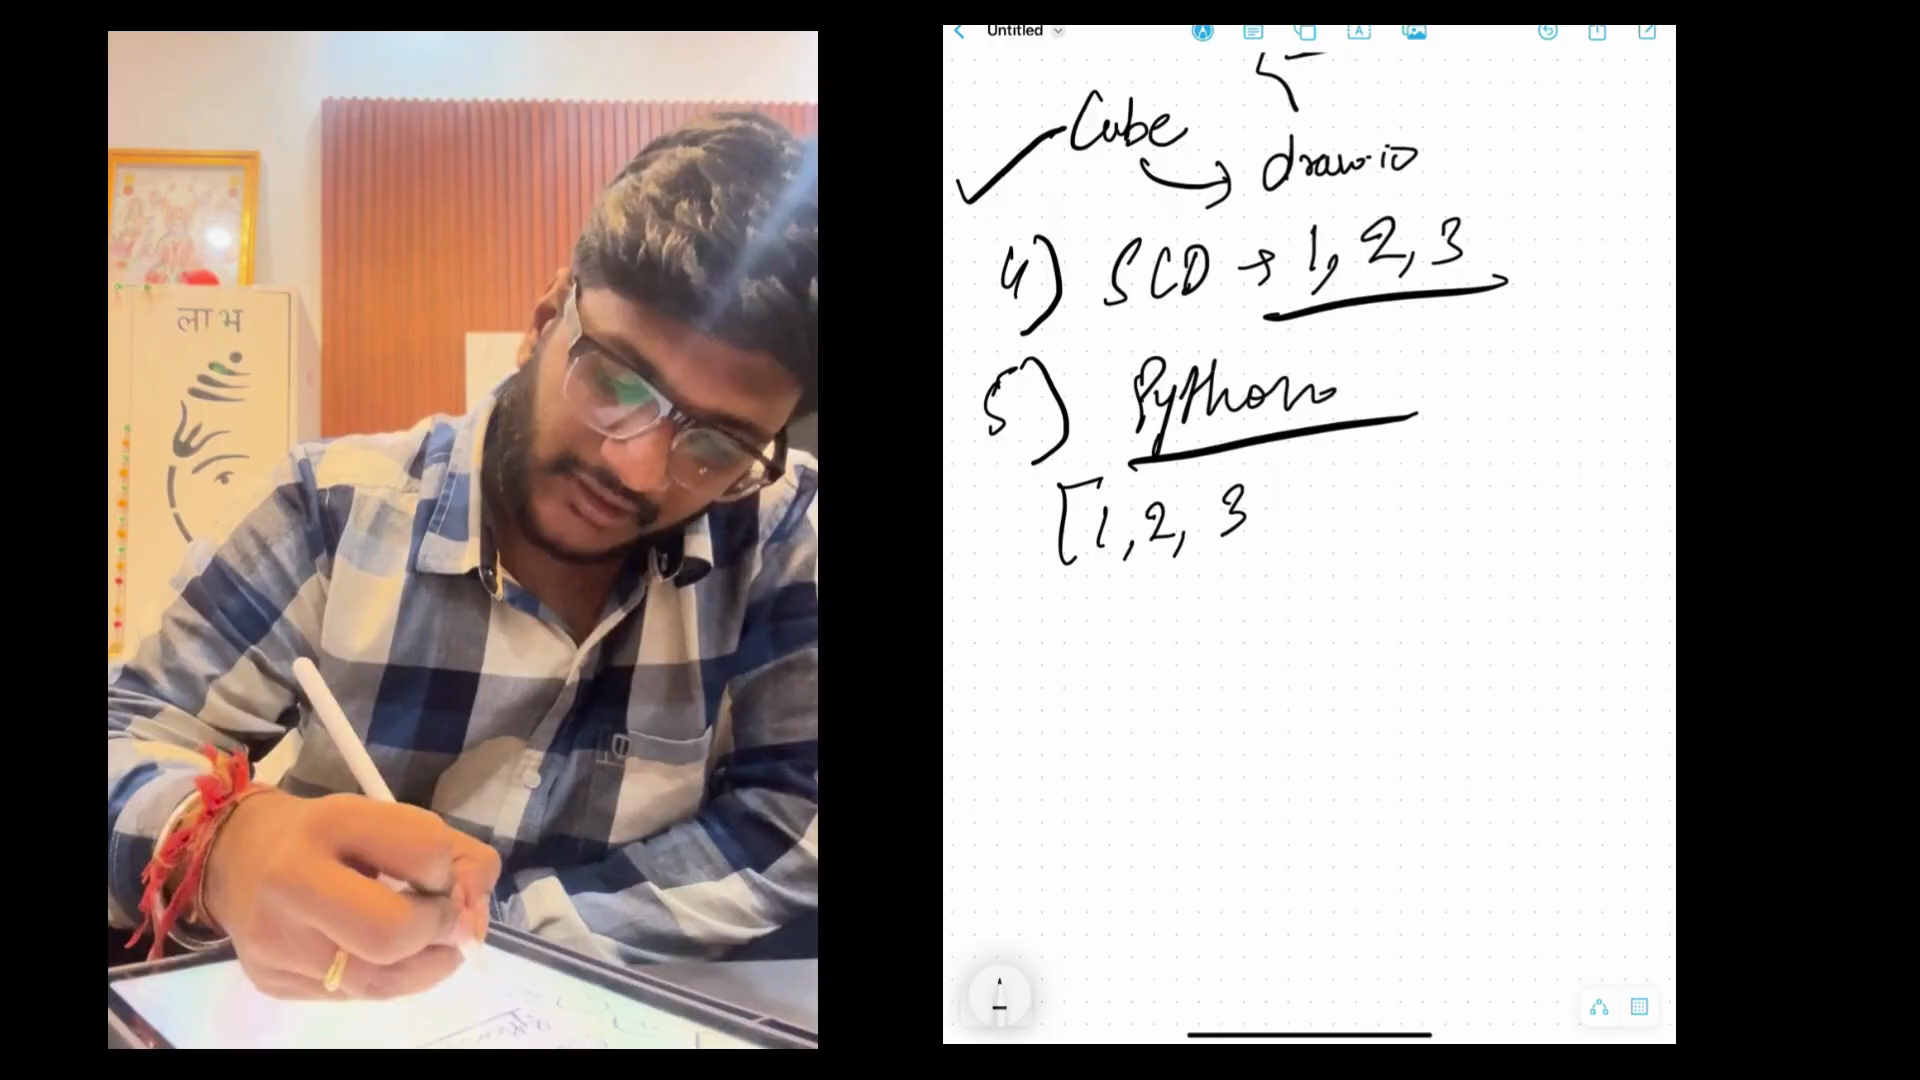 लाभ
Untitled
Cube
draw.io
4) SCD → 1, 2, 3
5) Python
[1, 2, 3